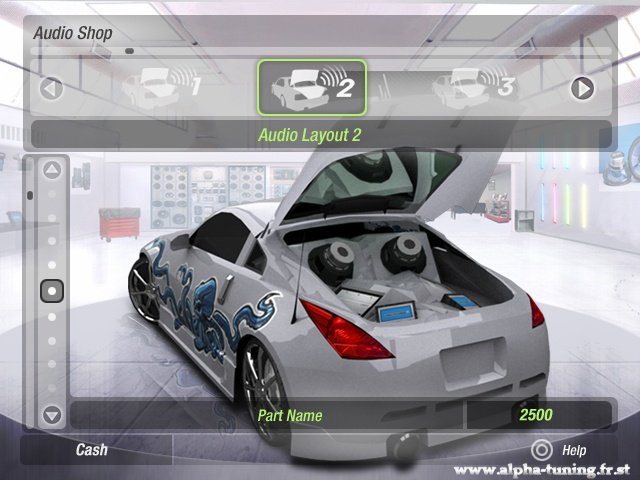 Audio Shop
1
2
3
Audio Layout 2
Part Name
2500
Cash
Help
www.alpha-tuning.fr.st